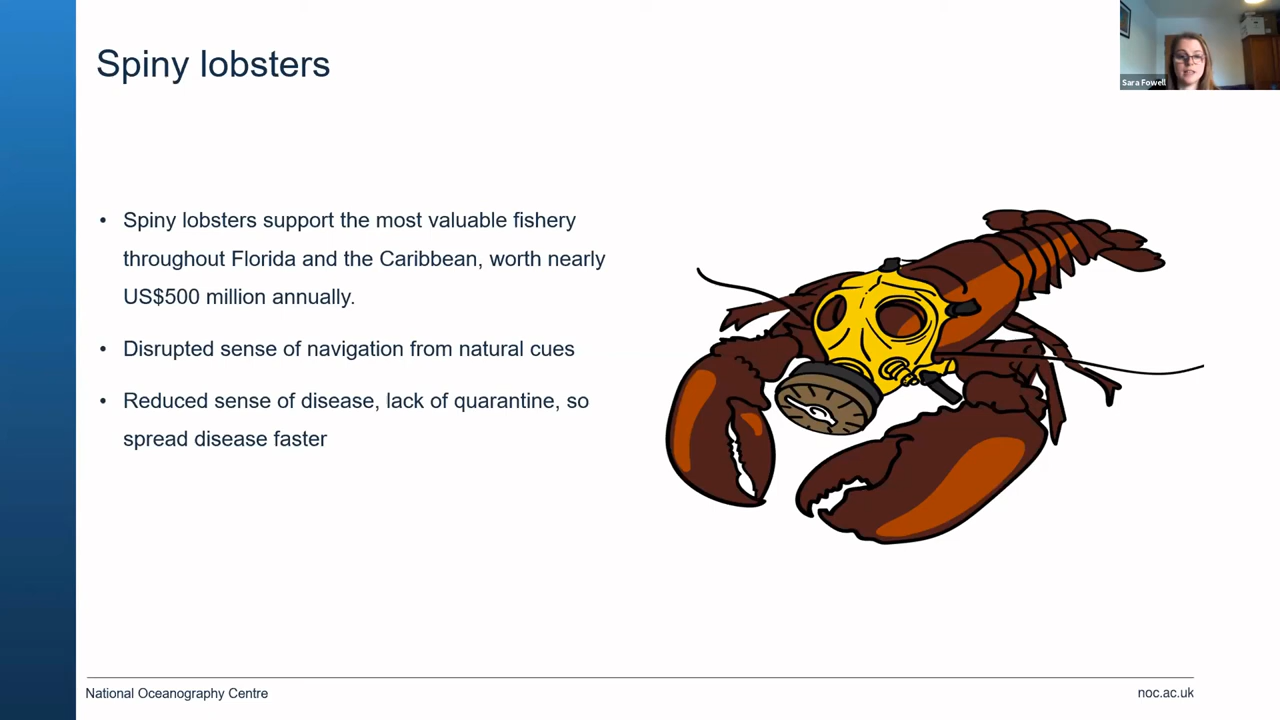 Spiny lobsters
Sara Fowell
• Spiny lobsters support the most valuable fishery
throughout Florida and the Caribbean, worth nearly
US$500 million annually.
• Disrupted sense of navigation from natural cues
• Reduced sense of disease, lack of quarantine, so
spread disease faster
National Oceanography Centre
noc.ac.uk